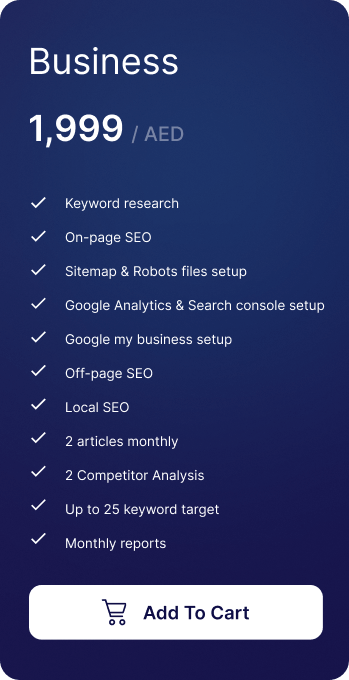 Business
1,999 / AED
Keyword research
On-page SEO
Sitemap & Robots files setup
Google Analytics & Search console setup
Google my business setup
Off-page SEO
Local SEO
2 articles monthly
2 Competitor Analysis
Up to 25 keyword target
Monthly reports
Add To Cart